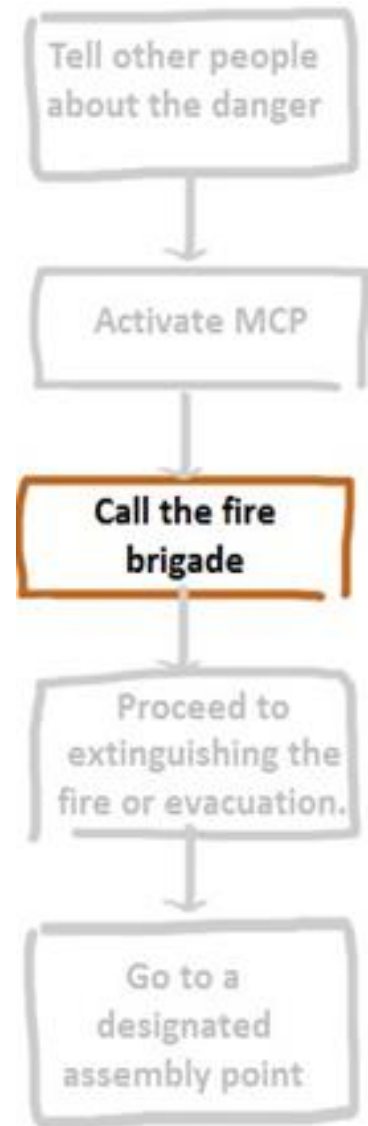 Tell other people
about the danger
Activate MCP
Call the fire
brigade
Proceed to
extinguishing the
fire or evacuation.
Go to a
designated
assembly point